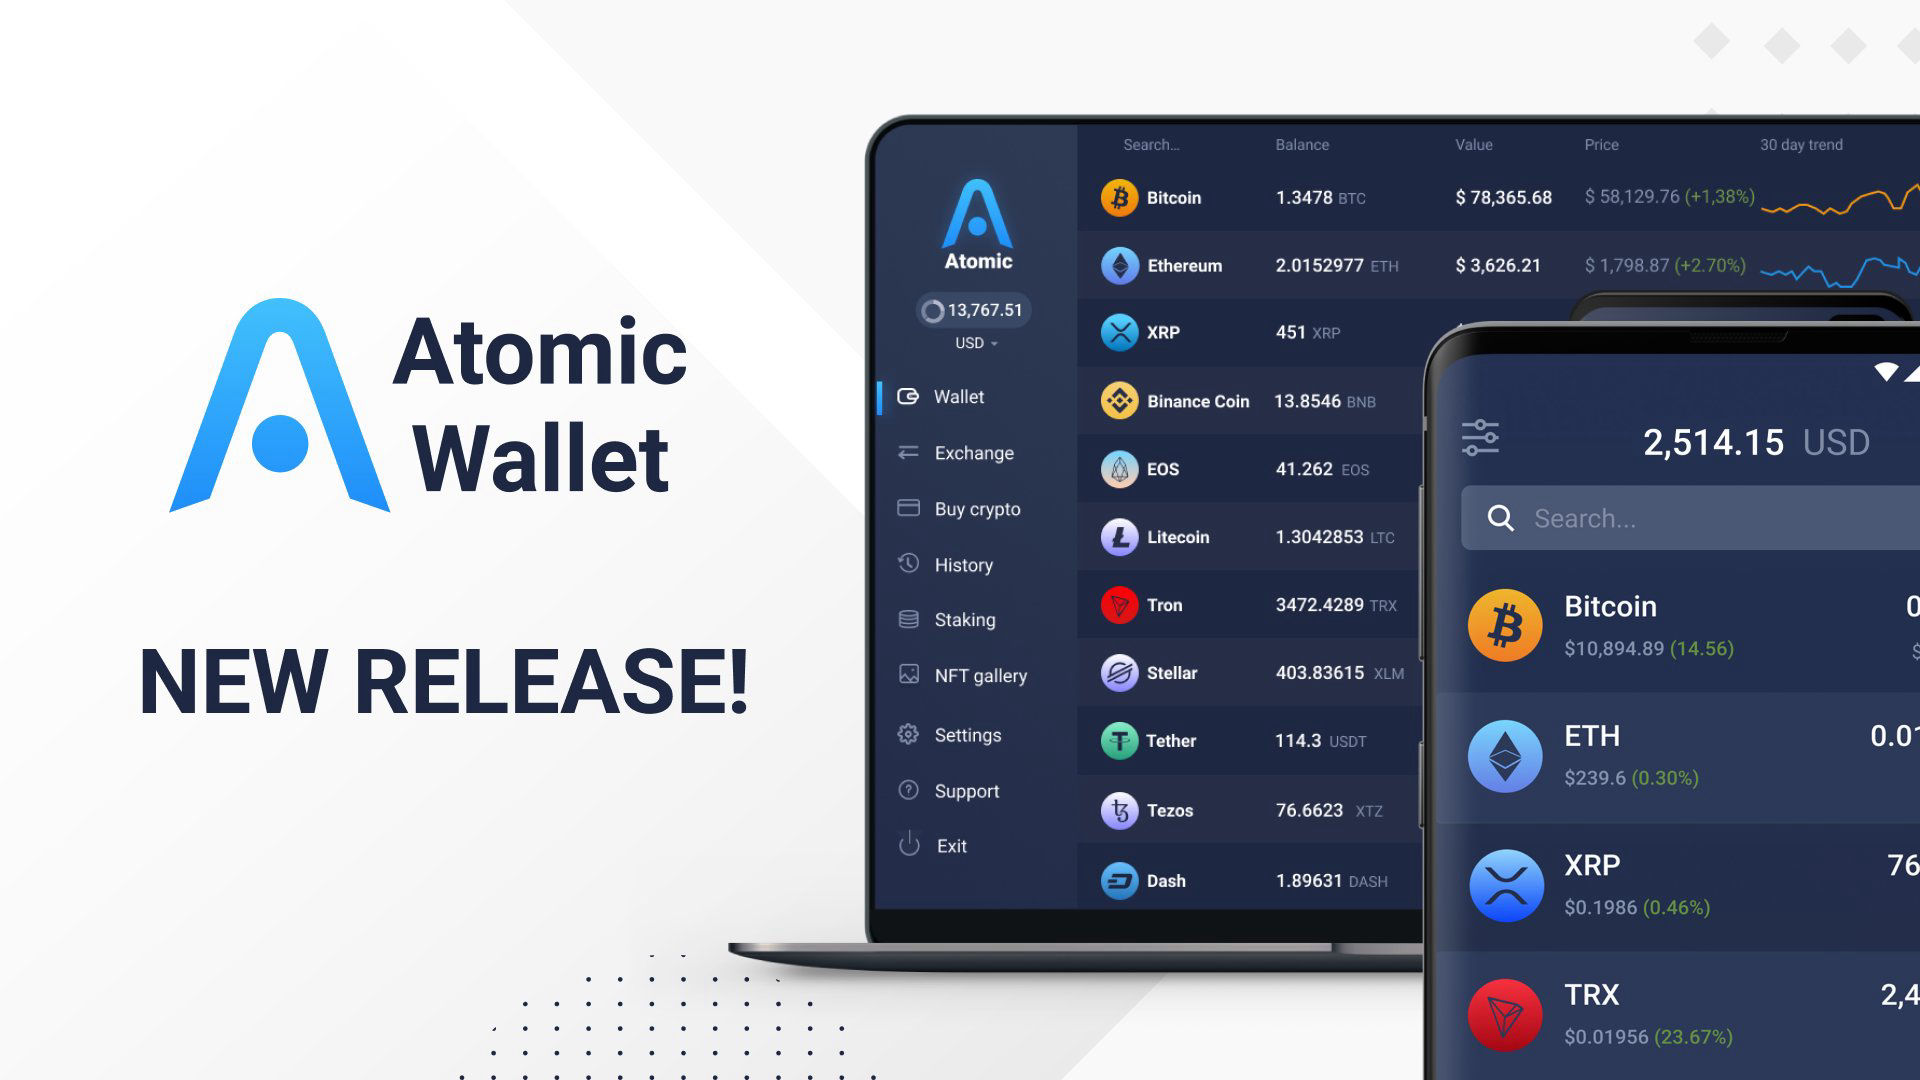 Atomic
Wallet
NEW RELEASE!
Atomic
13,767.51
USD
Wallet
Exchange
Buy crypto
History
Staking
NFT gallery
Settings
Support
Exit
Search... Balance Value Price 30 day trend
Bitcoin 1.3478 BTC $ 78,365.68 $ 58,129.76 (+1,38%)
Ethereum 2.0152977 ETH $ 3,626.21 $ 1,798.87 (+2.70%)
XRP 451 XRP
Binance Coin 13.8546 BNB
EOS 41.262 EOS
Litecoin 1.3042853 LTC
Tron 3472.4289 TRX
Stellar 403.83615 XLM
Tether 114.3 USDT
Tezos 76.6623 XTZ
Dash 1.89631 DASH
2,514.15 USD
Search...
Bitcoin 0
$10,894.89 (14.56) $
ETH 0.01
$239.6 (0.30%)
XRP 76
$0.1986 (0.46%)
TRX 2,4
$0.01956 (23.67%)